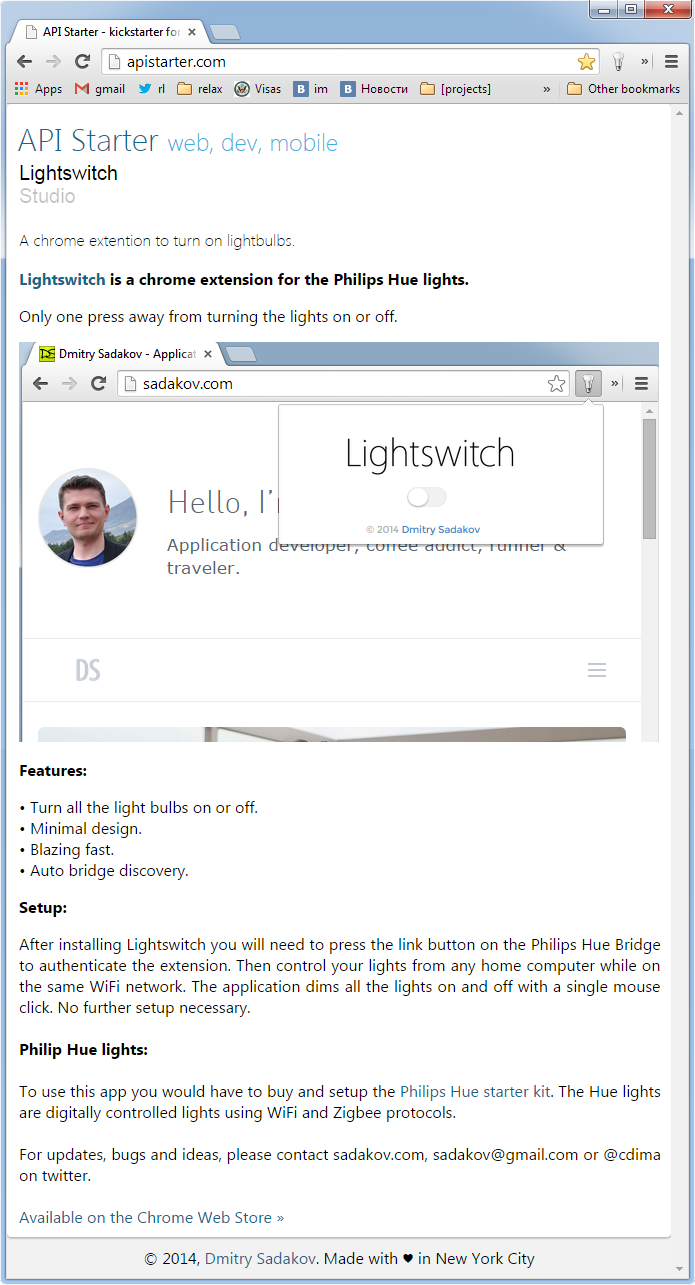 API Starter - kickstarter for
apistarter.com
Apps gmail rl relax Visas im Новости [projects] » Other bookmarks
API Starter web, dev, mobile
Lightswitch
Studio
A chrome extention to turn on lightbulbs.
Lightswitch is a chrome extension for the Philips Hue lights.
Only one press away from turning the lights on or off.
Dmitry Sadakov - Applicat
sadakov.com
Lightswitch
© 2014 Dmitry Sadakov
Hello, I'
Application developer, coffee addict, runner &
traveler.
DS
Features:
• Turn all the light bulbs on or off.
• Minimal design.
• Blazing fast.
• Auto bridge discovery.
Setup:
After installing Lightswitch you will need to press the link button on the Philips Hue Bridge
to authenticate the extension. Then control your lights from any home computer while on
the same WiFi network. The application dims all the lights on and off with a single mouse
click. No further setup necessary.
Philip Hue lights:
To use this app you would have to buy and setup the Philips Hue starter kit. The Hue lights
are digitally controlled lights using WiFi and Zigbee protocols.
For updates, bugs and ideas, please contact sadakov.com, sadakov@gmail.com or @cdima
on twitter.
Available on the Chrome Web Store »
© 2014, Dmitry Sadakov. Made with ♥ in New York City